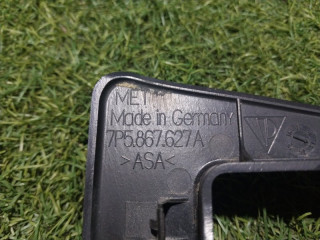 MET
Made in Germany
7P5.867.627A
>ASA<